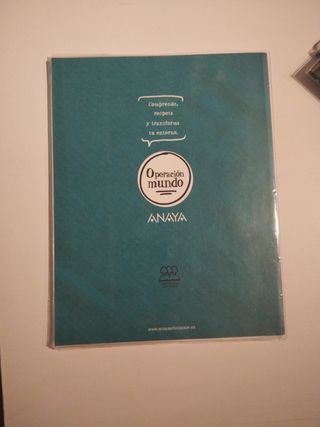 Comprende,
respeta
y transforma
tu entorno.
Operación
mundo
ANAYA
www.anayaeducacion.es